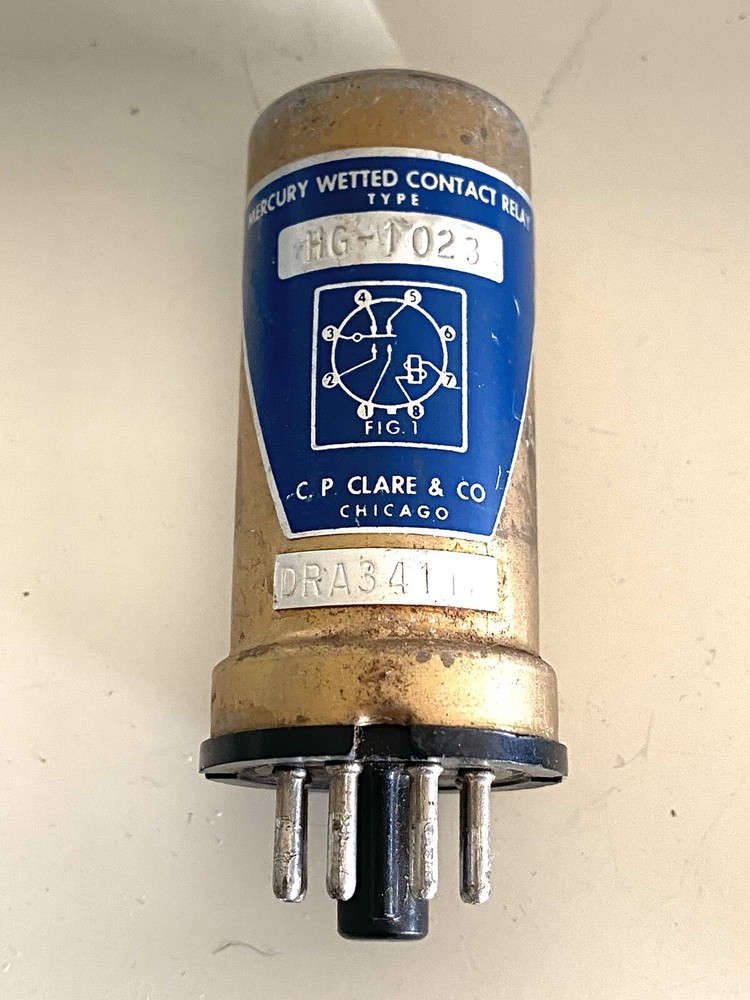 MERCURY WETTED CONTACT RELAY
TYPE
HG-1023
4 5
3 6
2 7
1 8
FIG. 1
C. P. CLARE & CO
CHICAGO
DRA3411